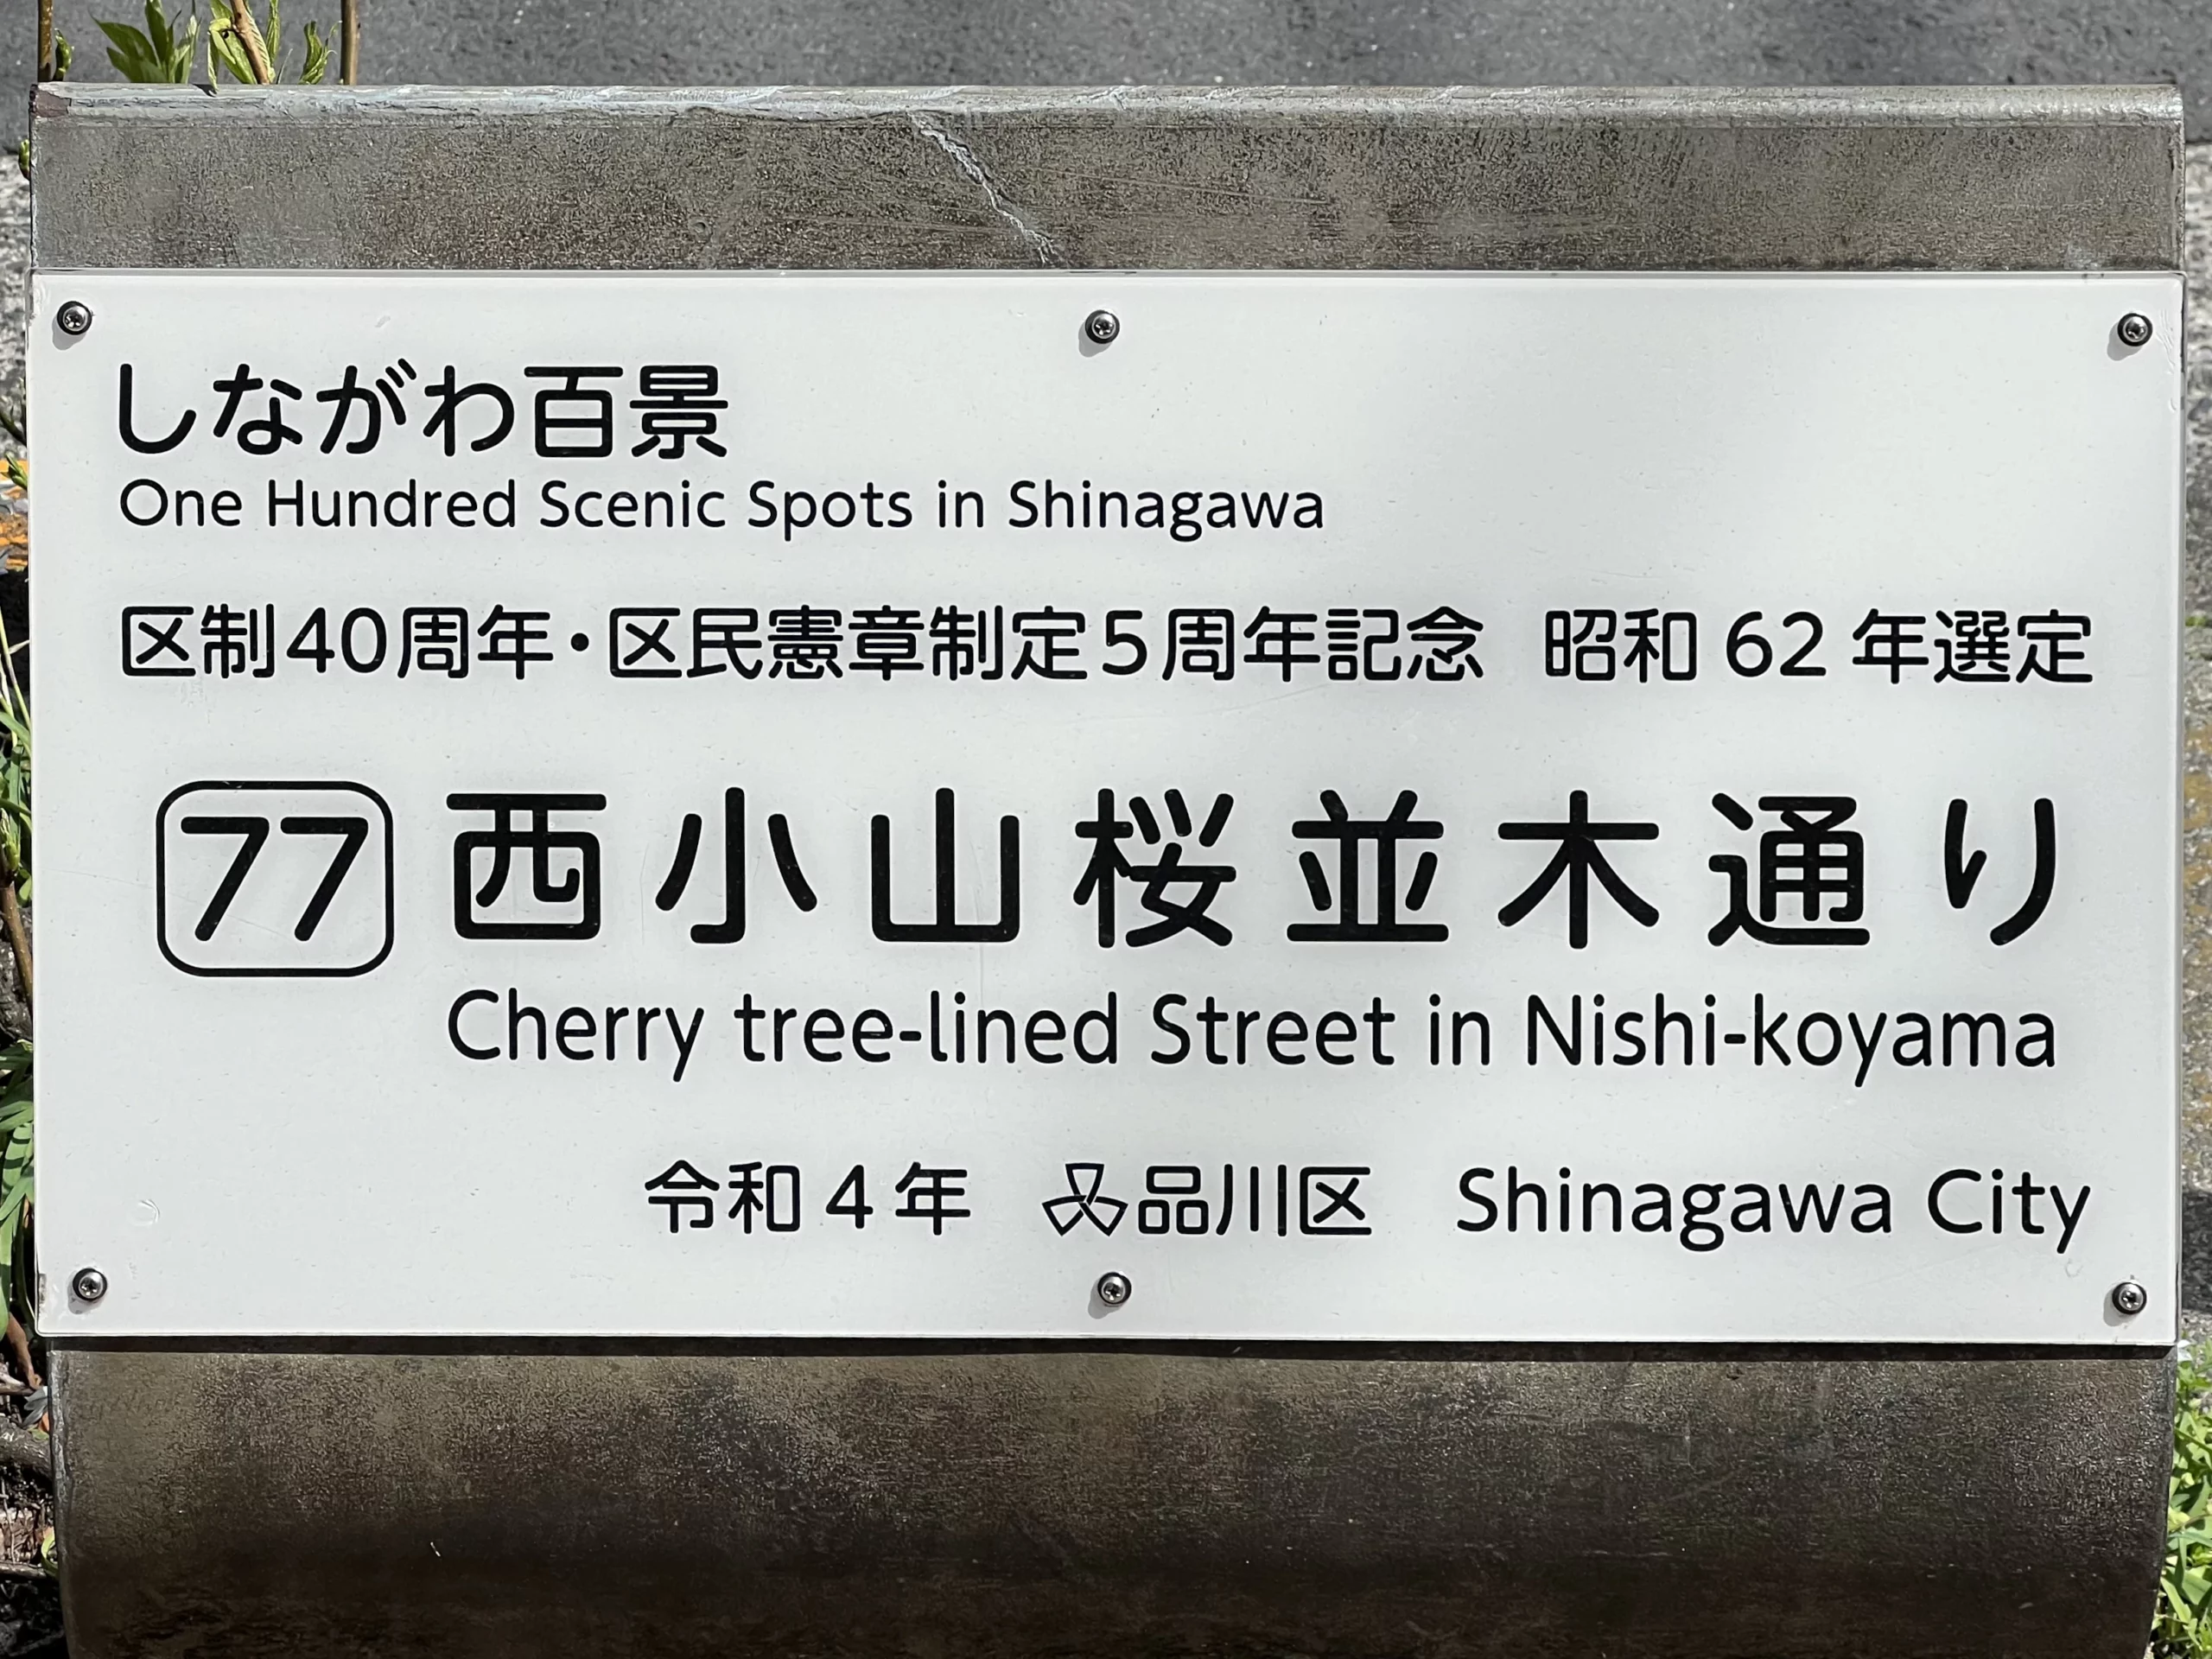 しながわ百景
One Hundred Scenic Spots in Shinagawa
区制40周年・区民憲章制定5周年記念 昭和62年選定
77 西小山桜並木通り
Cherry tree-lined Street in Nishi-koyama
令和4年 品川区 Shinagawa City